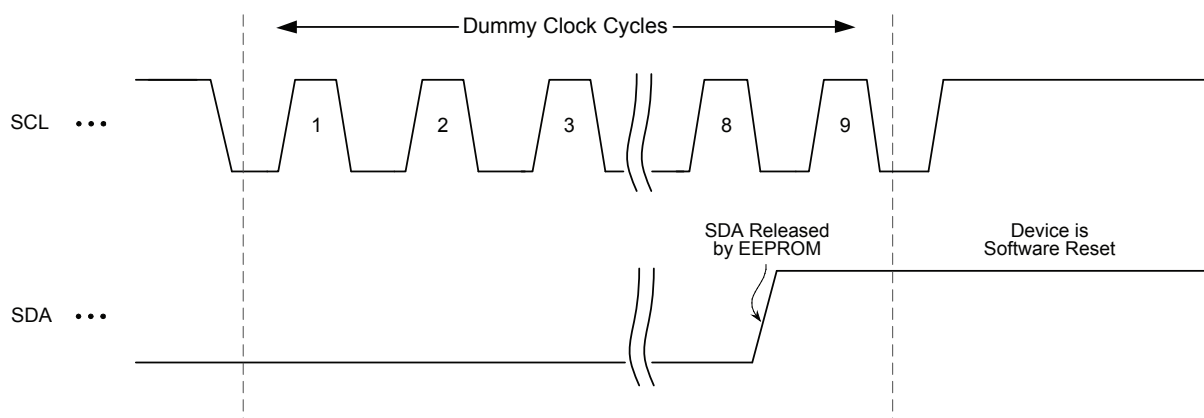 Dummy Clock Cycles
SCL •••
1 2 3 8 9
SDA Released
by EEPROM
Device is
Software Reset
SDA •••